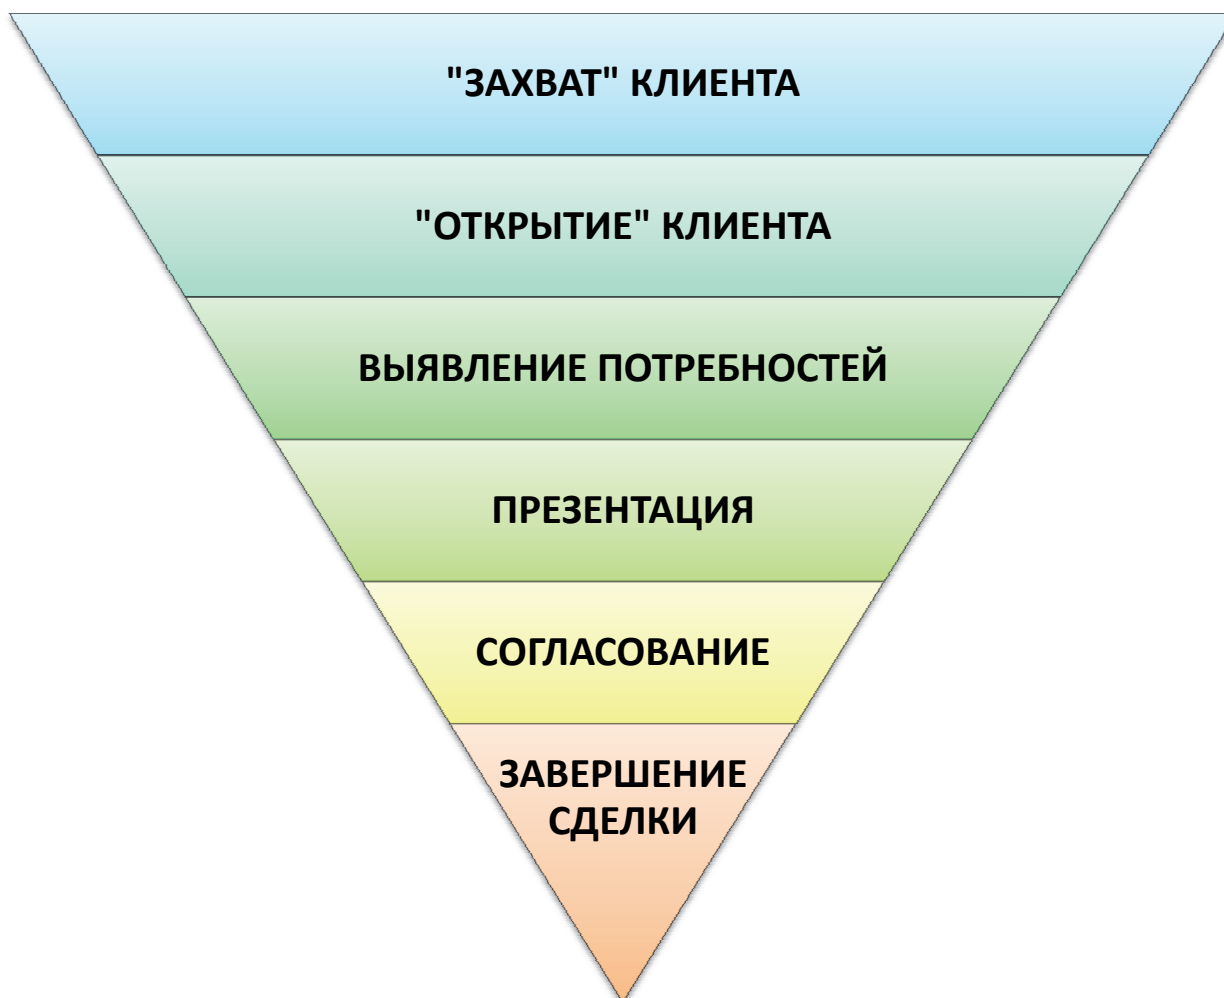 "ЗАХВАТ" КЛИЕНТА
"ОТКРЫТИЕ" КЛИЕНТА
ВЫЯВЛЕНИЕ ПОТРЕБНОСТЕЙ
ПРЕЗЕНТАЦИЯ
СОГЛАСОВАНИЕ
ЗАВЕРШЕНИЕ
СДЕЛКИ